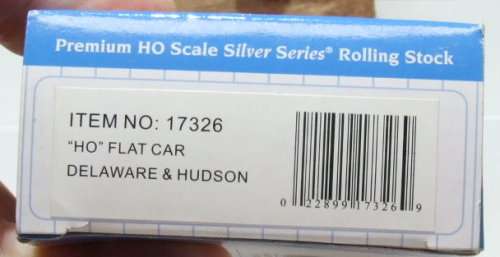 Premium HO Scale Silver Series® Rolling Stock
ITEM NO: 17326
"HO" FLAT CAR
DELAWARE & HUDSON
0 22899 17326 9